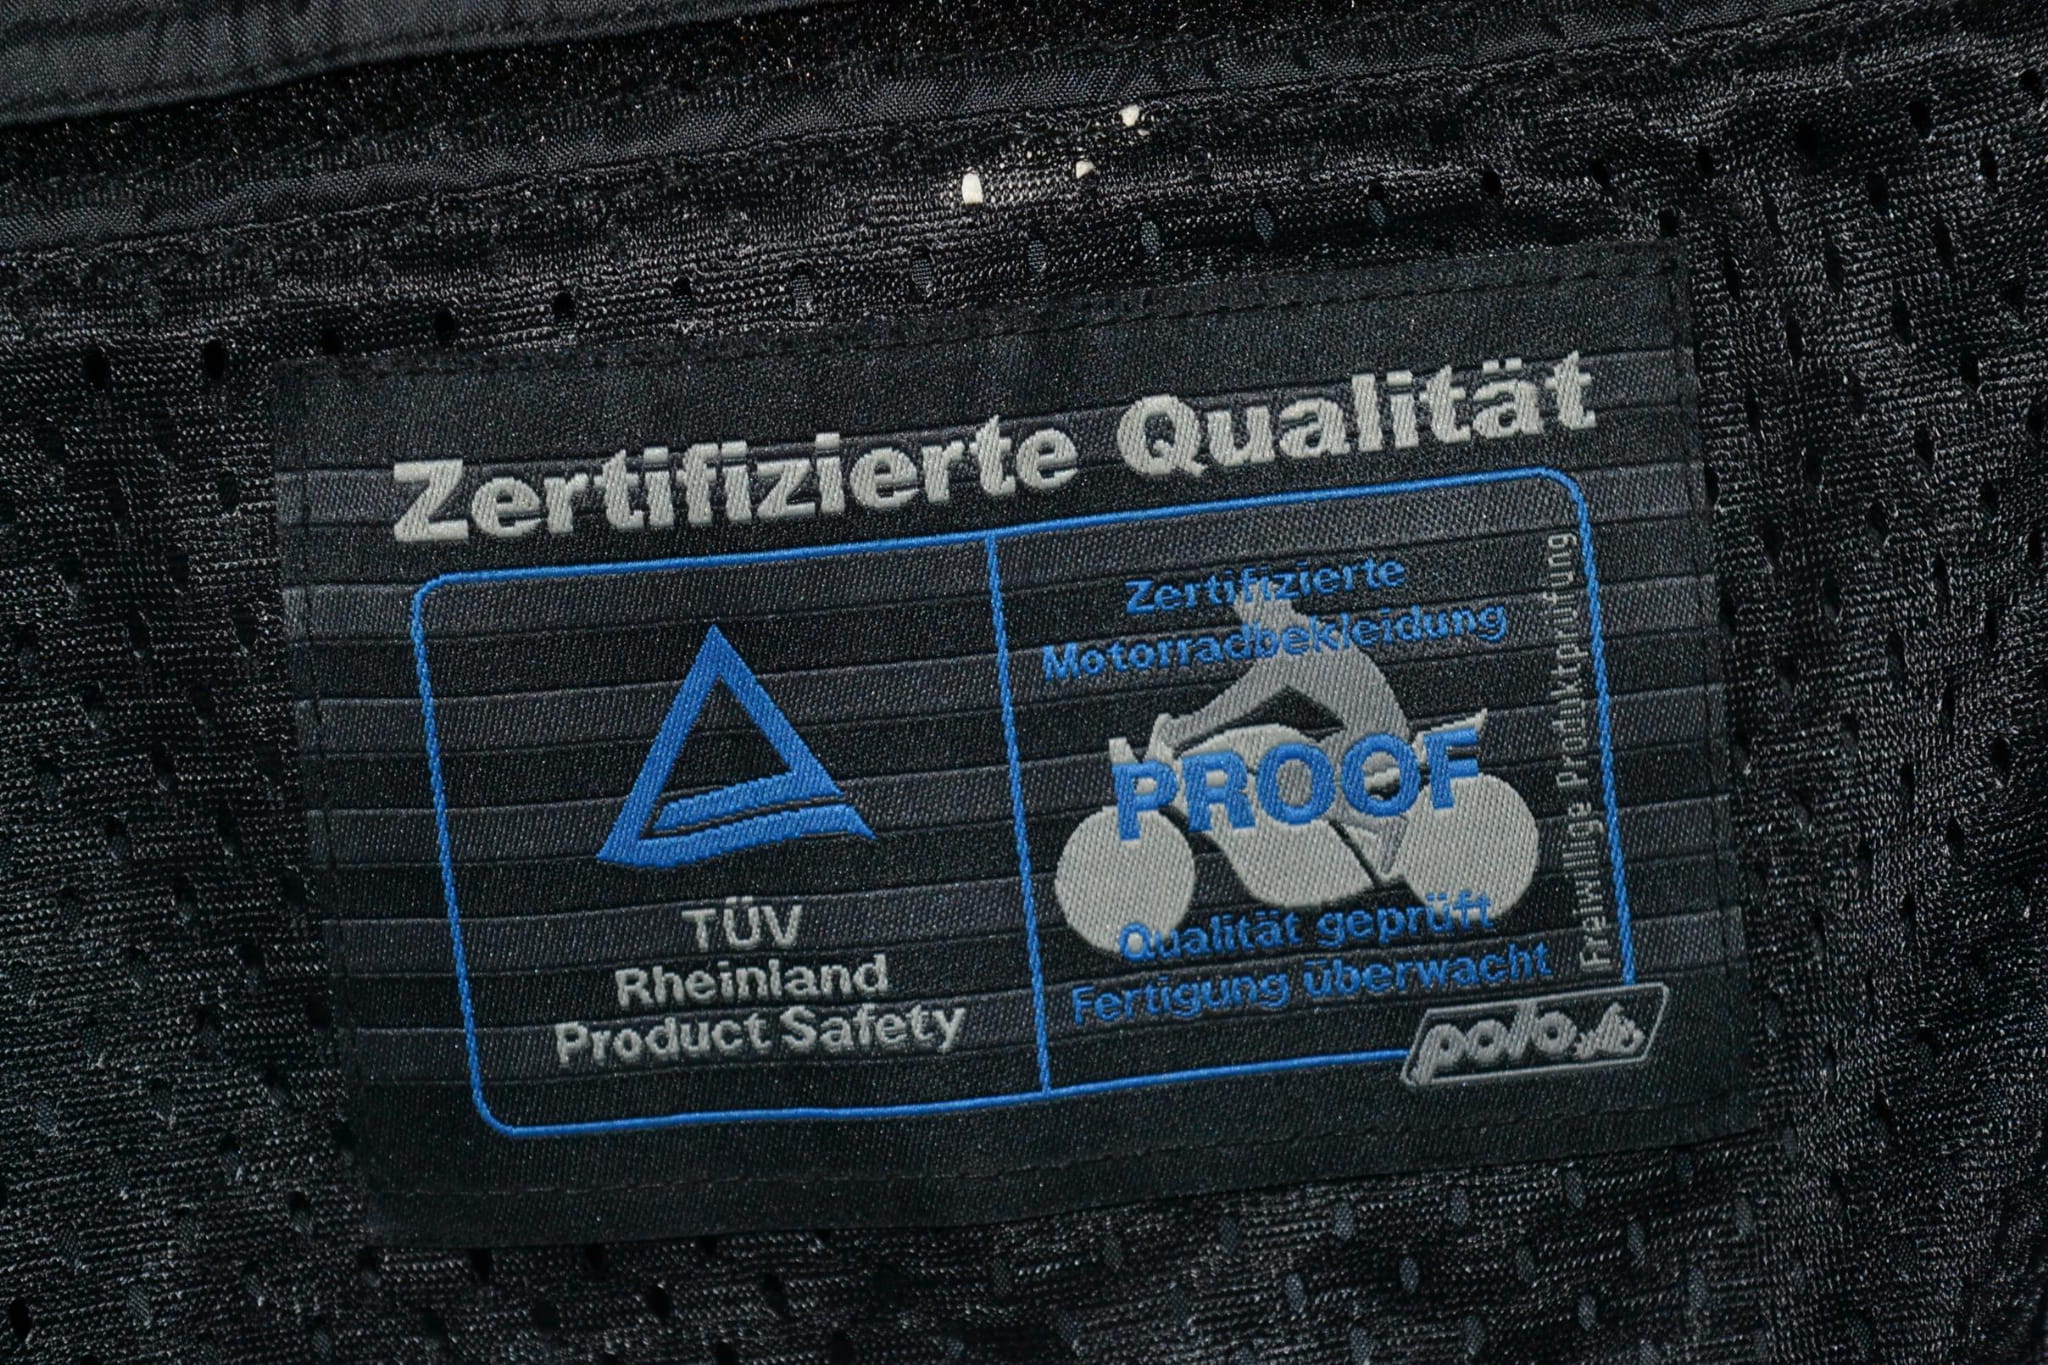 Zertifizierte Qualität
TÜV
Rheinland
Product Safety
Zertifizierte
Motorradbekleidung
PROOF
Qualität geprüft
Fertigung überwacht
Freiwillige Produktprüfung
polo